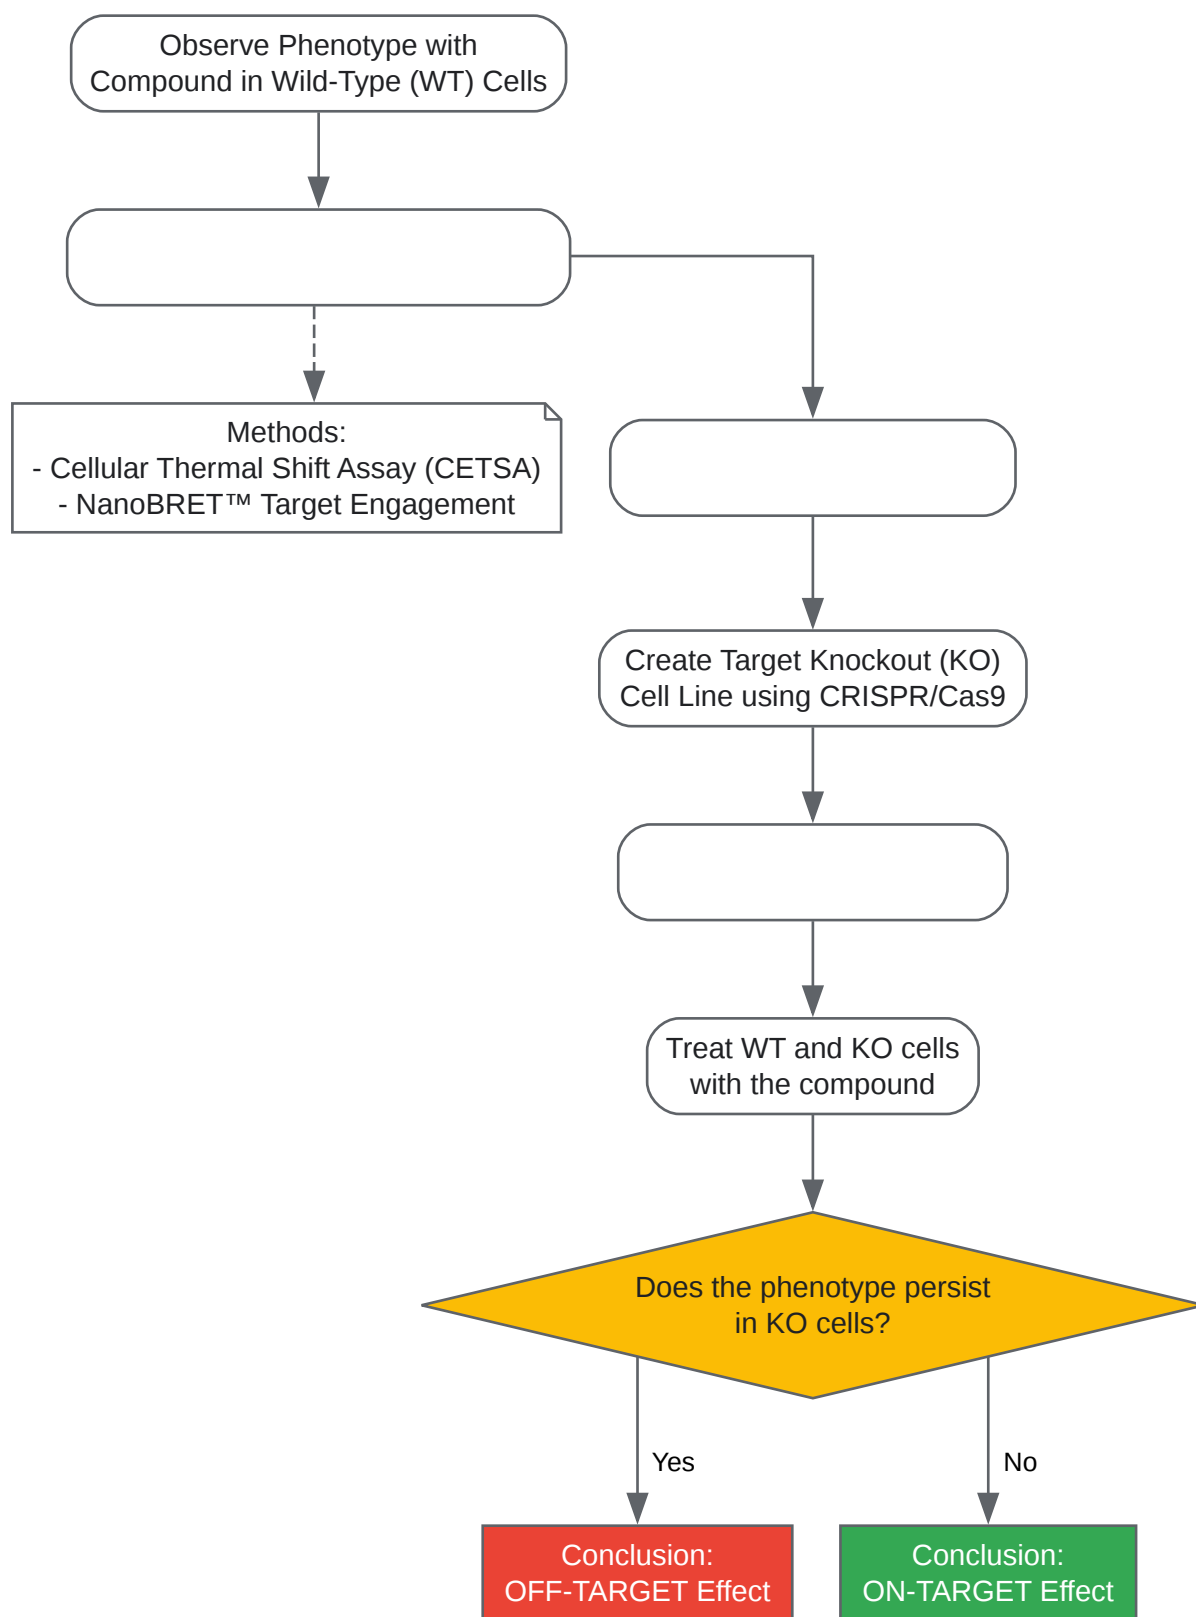 Observe Phenotype with
Compound in Wild-Type (WT) Cells
Methods:
- Cellular Thermal Shift Assay (CETSA)
- NanoBRET™ Target Engagement
Create Target Knockout (KO)
Cell Line using CRISPR/Cas9
Treat WT and KO cells
with the compound
Does the phenotype persist
in KO cells?
Yes
No
Conclusion:
OFF-TARGET Effect
Conclusion:
ON-TARGET Effect